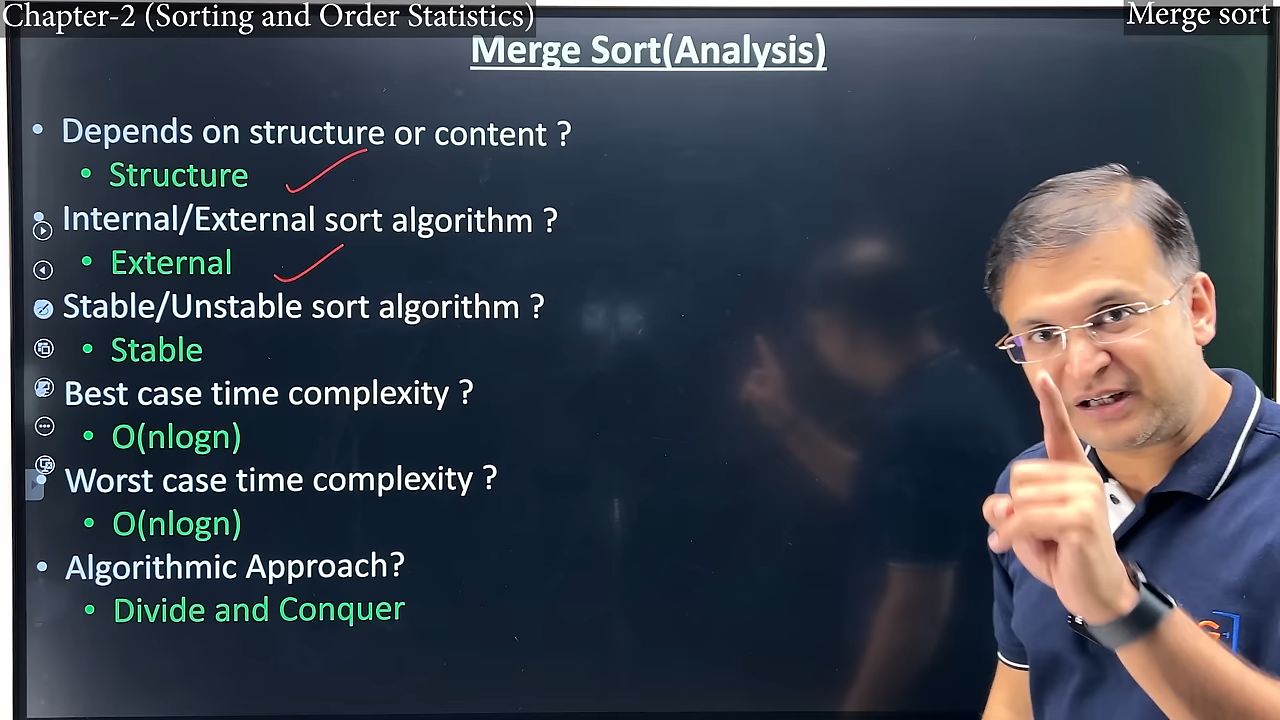 Chapter-2 (Sorting and Order Statistics)
Merge sort
Merge Sort(Analysis)
• Depends on structure or content ?
• Structure
• Internal/External sort algorithm ?
• External
Stable/Unstable sort algorithm ?
• Stable
Best case time complexity ?
• O(nlogn)
• Worst case time complexity ?
• O(nlogn)
• Algorithmic Approach?
• Divide and Conquer